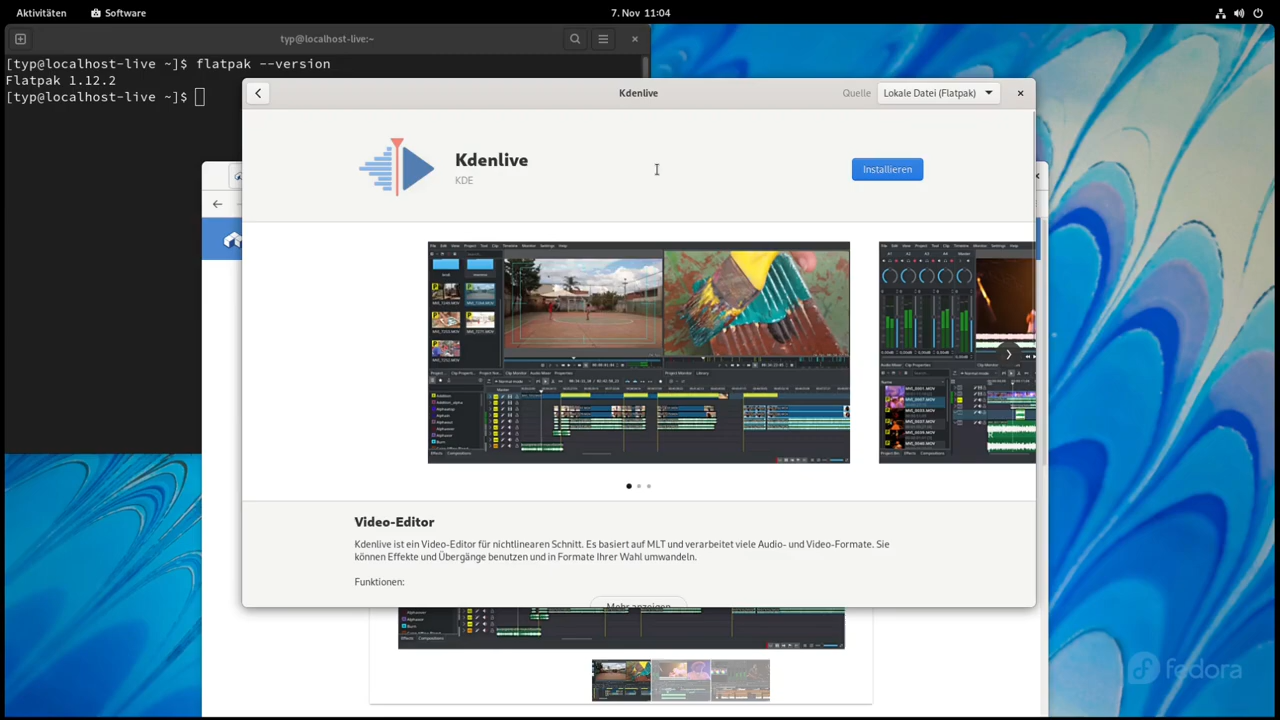 Aktivitäten
Software
7. Nov 11:04
typ@localhost-live:~
[typ@localhost-live ~]$ flatpak --version
Flatpak 1.12.2
[typ@localhost-live ~]$
Kdenlive
Quelle
Lokale Datei (Flatpak)
Kdenlive
KDE
Installieren
Video-Editor
Kdenlive ist ein Video-Editor für nichtlinearen Schnitt. Es basiert auf MLT und verarbeitet viele Audio- und Video-Formate. Sie
können Effekte und Übergänge benutzen und in Formate Ihrer Wahl umwandeln.
Funktionen:
Mehr anzeigen
fedora